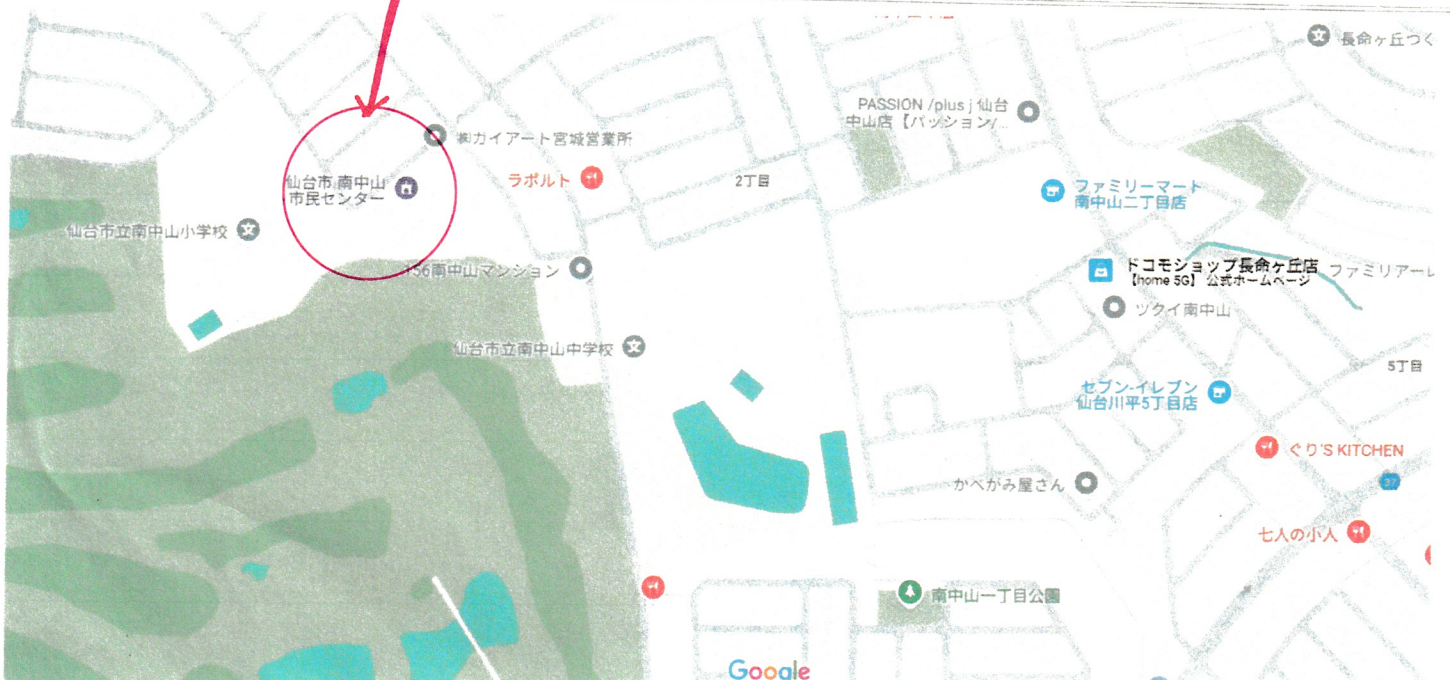 長命ヶ丘つく
PASSION /plus j 仙台
中山店【パッション/...
㈱カイアート宮城営業所
仙台市 南中山
市民センター
ラポルト
2丁目
ファミリーマート
南中山二丁目店
仙台市立南中山小学校
156南中山マンション
ドコモショップ長命ヶ丘店
【home 5G】 公式ホームページ
ファミリアーレ
ツクイ南中山
仙台市立南中山中学校
5丁目
セブン-イレブン
仙台川平5丁目店
ぐり'S KITCHEN
37
かべがみ屋さん
七人の小人
南中山一丁目公園
Google